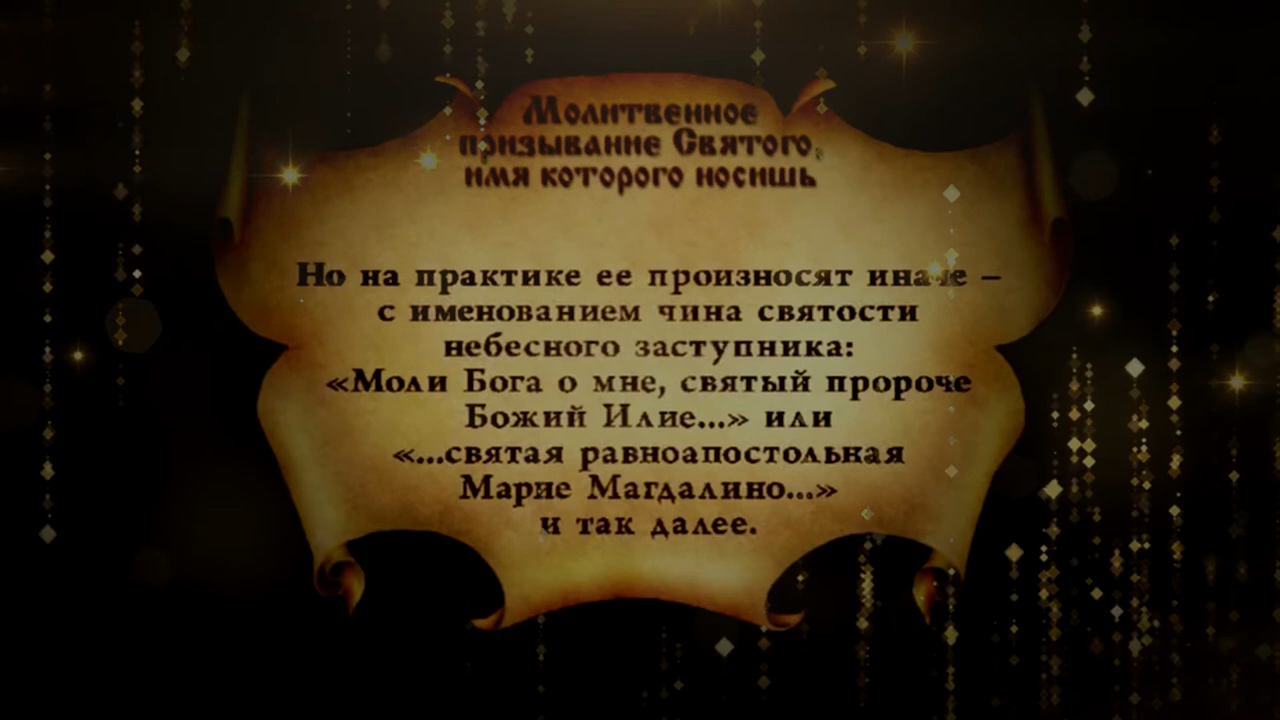 Молитвенное
призывание Святого,
имя которого носишь
Но на практике ее произносят иначе –
с именованием чина святости
небесного заступника:
«Моли Бога о мне, святый пророче
Божий Илие...» или
«...святая равноапостольная
Марие Магдалино...»
и так далее.